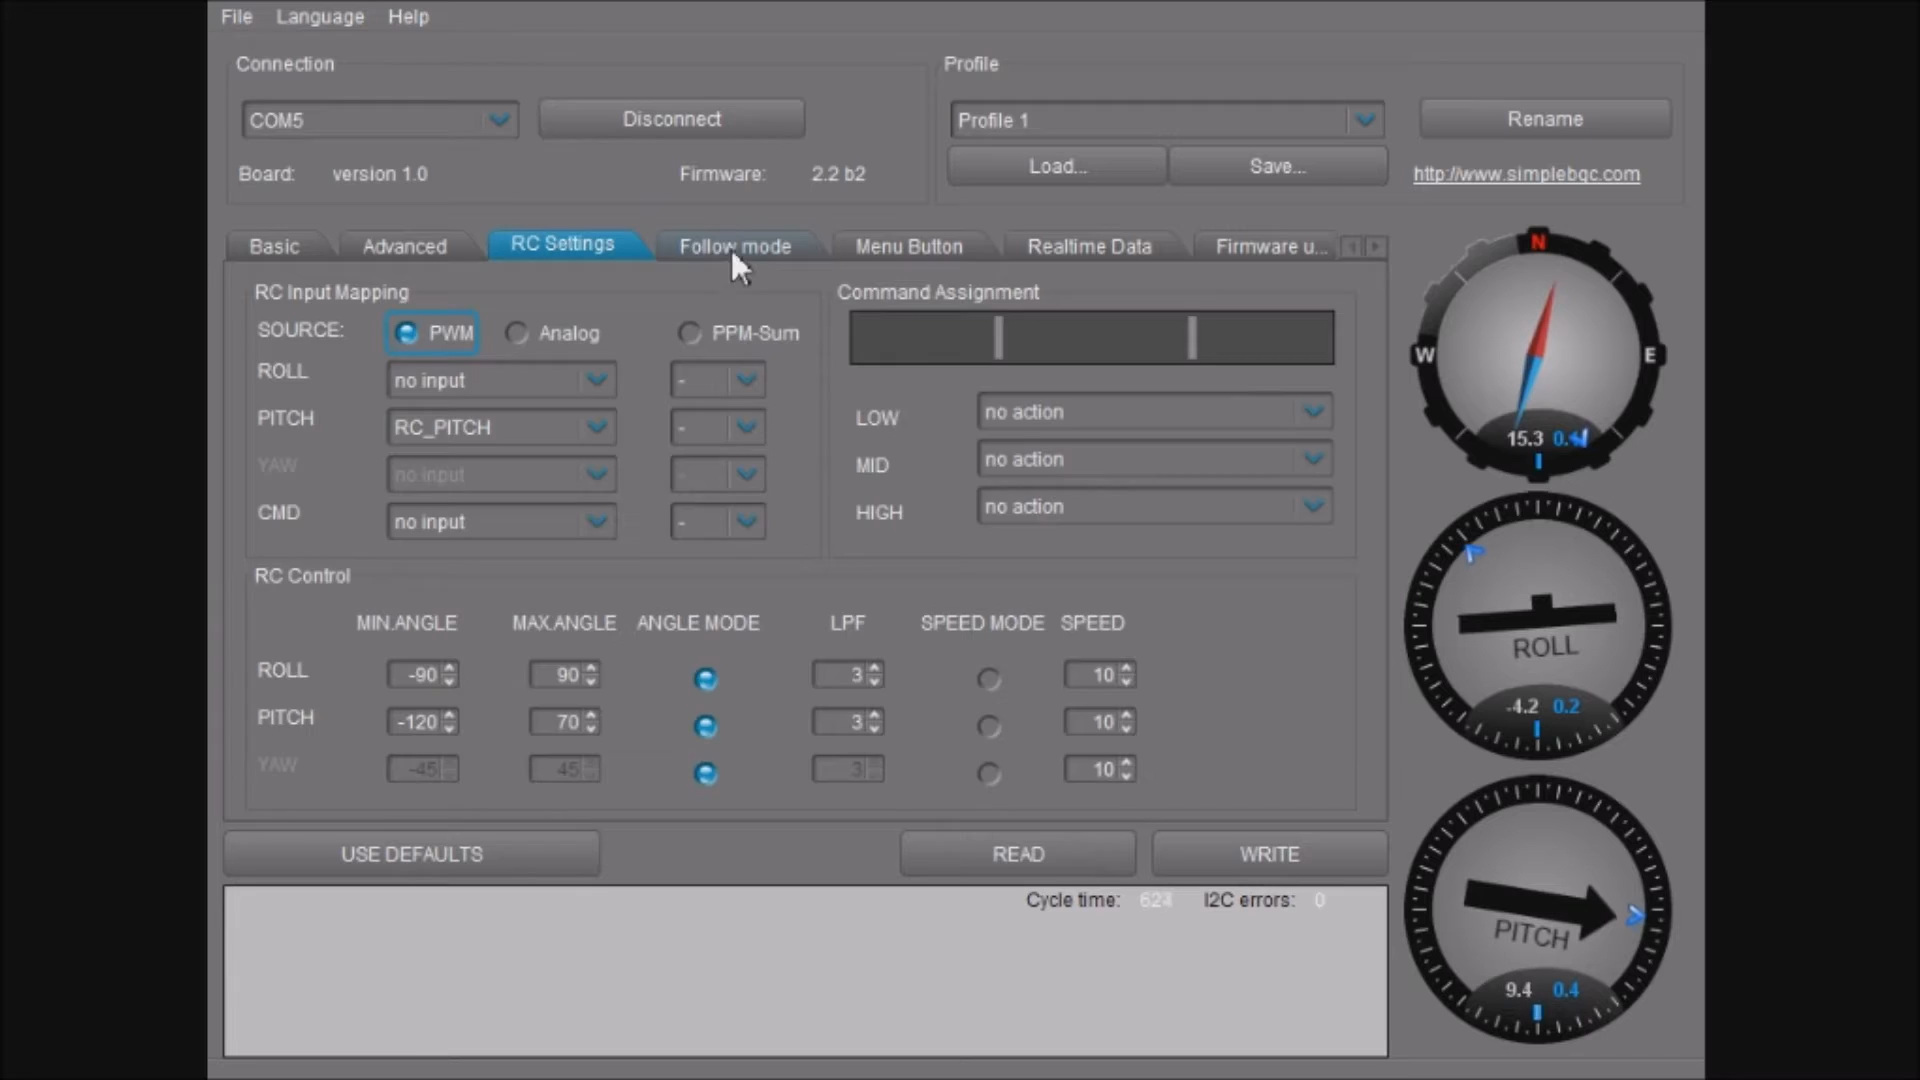 File Language Help
Connection
Profile
COM5
Disconnect
Profile 1
Rename
Load...
Save...
Board: version 1.0 Firmware: 2.2 b2
http://www.simplebgc.com
Basic
Advanced
RC Settings
Follow mode
Menu Button
Realtime Data
Firmware u...
RC Input Mapping
SOURCE: PWM Analog PPM-Sum
ROLL no input -
PITCH RC_PITCH -
YAW no input -
CMD no input -
Command Assignment
LOW no action
MID no action
HIGH no action
RC Control
MIN.ANGLE MAX.ANGLE ANGLE MODE LPF SPEED MODE SPEED
ROLL -90 90 3 10
PITCH -120 70 3 10
YAW -45 45 3 10
USE DEFAULTS
READ
WRITE
Cycle time: I2C errors: 0
N
W
E
15.3
ROLL
-4.2 0.2
PITCH
9.4 0.4